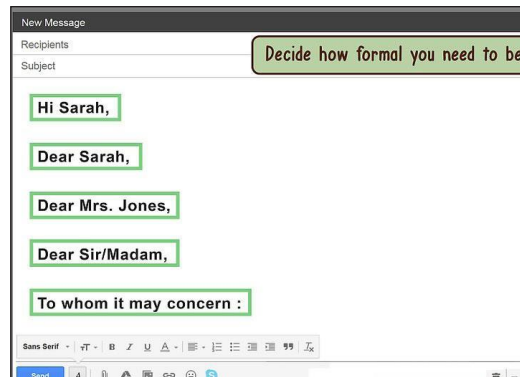 New Message
Recipients
Decide how formal you need to be
Subject
Hi Sarah,
Dear Sarah,
Dear Mrs. Jones,
Dear Sir/Madam,
To whom it may concern :
Sans Serif
B I U A
Send A